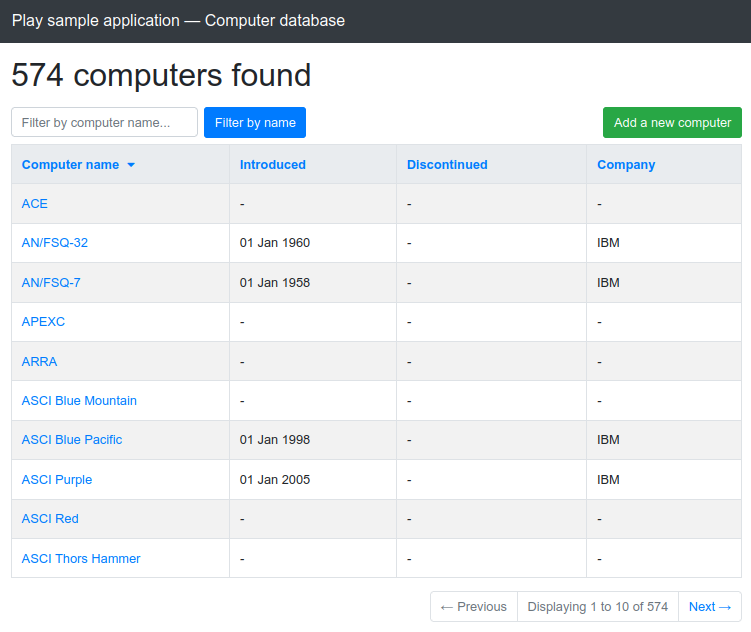 Play sample application — Computer database
574 computers found
Filter by computer name... Filter by name Add a new computer
Computer name Introduced Discontinued Company
ACE - - -
AN/FSQ-32 01 Jan 1960 - IBM
AN/FSQ-7 01 Jan 1958 - IBM
APEXC - - -
ARRA - - -
ASCI Blue Mountain - - -
ASCI Blue Pacific 01 Jan 1998 - IBM
ASCI Purple 01 Jan 2005 - IBM
ASCI Red - - -
ASCI Thors Hammer - - -
← Previous Displaying 1 to 10 of 574 Next →